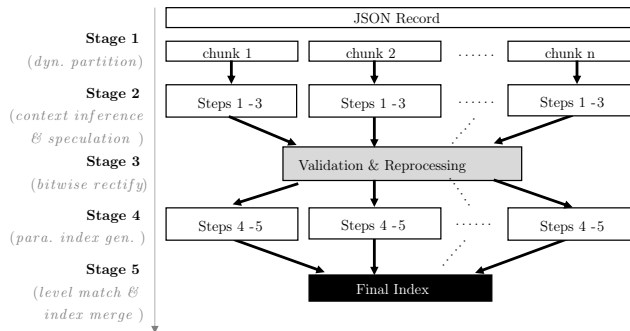 JSON Record
Stage 1
(dyn. partition)
chunk 1 chunk 2 ...... chunk n
Stage 2
(context inference
& speculation )
Steps 1 -3 Steps 1 -3 ...... Steps 1 -3
Stage 3
(bitwise rectify)
Validation & Reprocessing
Stage 4
(para. index gen. )
Steps 4 -5 Steps 4 -5 ...... Steps 4 -5
Stage 5
(level match &
index merge )
Final Index